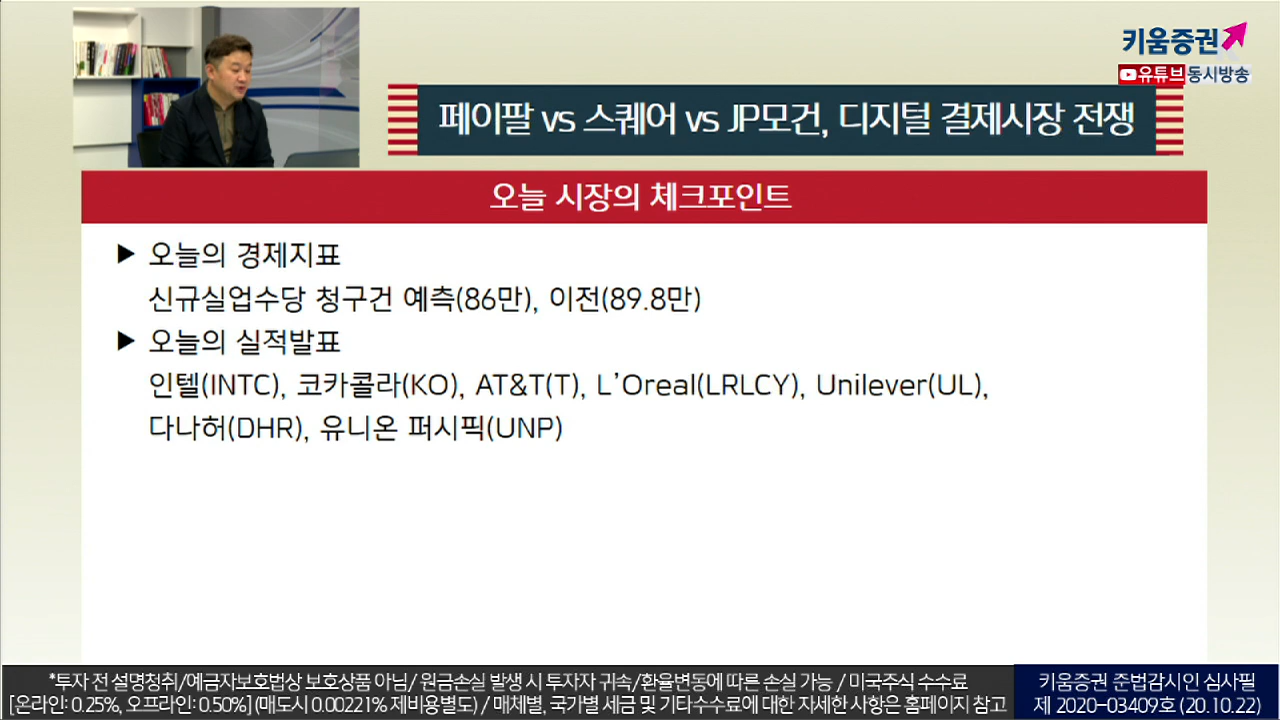 키움증권
유튜브 동시방송
페이팔 vs 스퀘어 vs JP모건, 디지털 결제시장 전쟁
오늘 시장의 체크포인트
▶ 오늘의 경제지표
신규실업수당 청구건 예측(86만), 이전(89.8만)
▶ 오늘의 실적발표
인텔(INTC), 코카콜라(KO), AT&T(T), L’Oreal(LRLCY), Unilever(UL),
다나허(DHR), 유니온 퍼시픽(UNP)
*투자 전 설명청취/예금자보호법상 보호상품 아님/ 원금손실 발생 시 투자자 귀속/환율변동에 따른 손실 가능 / 미국주식 수수료
[온라인: 0.25%, 오프라인: 0.50%] (매도시 0.00221% 제비용별도) / 매체별, 국가별 세금 및 기타수수료에 대한 자세한 사항은 홈페이지 참고
키움증권 준법감시인 심사필
제 2020-03409호 (20.10.22)